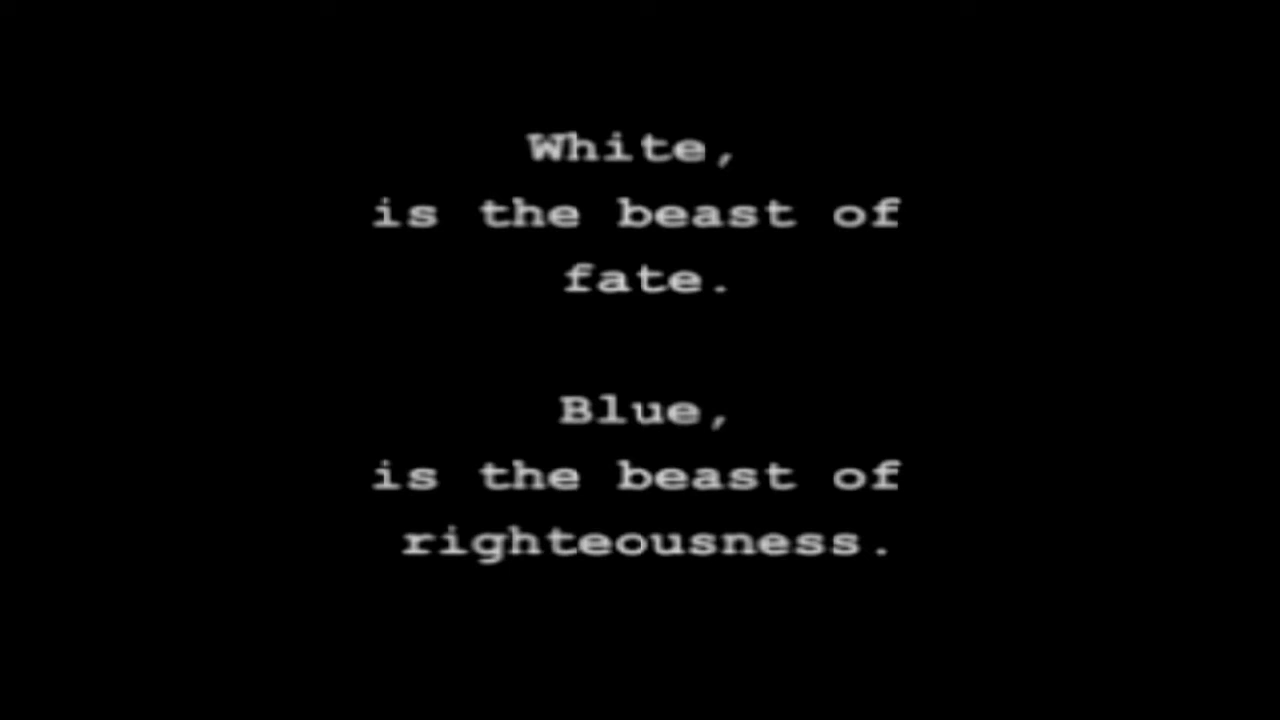 White,
is the beast of
fate.
Blue,
is the beast of
righteousness.